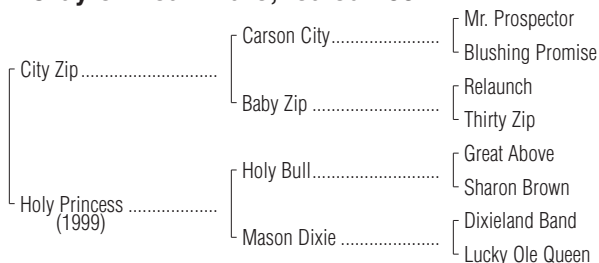 Carson City
Mr. Prospector
Blushing Promise
City Zip
Baby Zip
Relaunch
Thirty Zip
Holy Bull
Great Above
Sharon Brown
Holy Princess
(1999)
Mason Dixie
Dixieland Band
Lucky Ole Queen